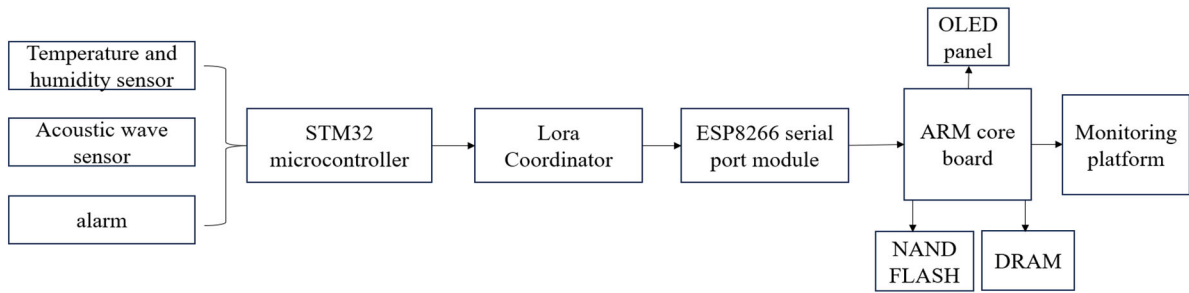 Temperature and
humidity sensor
Acoustic wave
sensor
alarm
STM32
microcontroller
Lora
Coordinator
ESP8266 serial
port module
OLED
panel
ARM core
board
NAND
FLASH
DRAM
Monitoring
platform